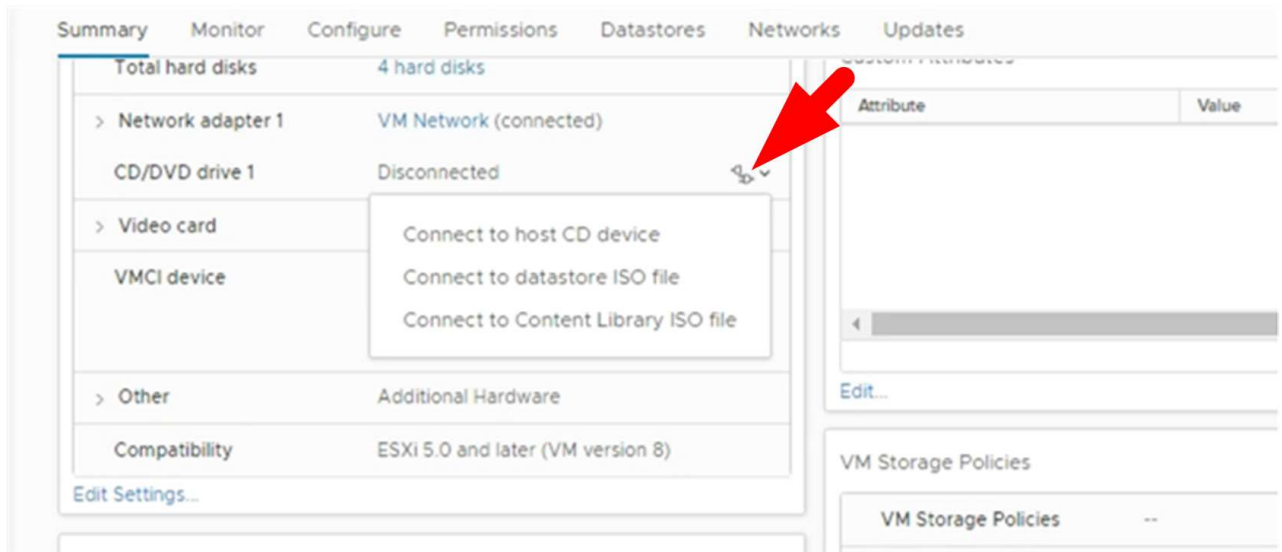 Summary Monitor Configure Permissions Datastores Networks Updates
Total hard disks 4 hard disks
Network adapter 1 VM Network (connected)
CD/DVD drive 1 Disconnected
Connect to host CD device
Connect to datastore ISO file
Connect to Content Library ISO file
Video card
VMCI device
Other Additional Hardware
Compatibility ESXi 5.0 and later (VM version 8)
Edit Settings...
Custom Attributes
Attribute Value
Edit...
VM Storage Policies
VM Storage Policies --